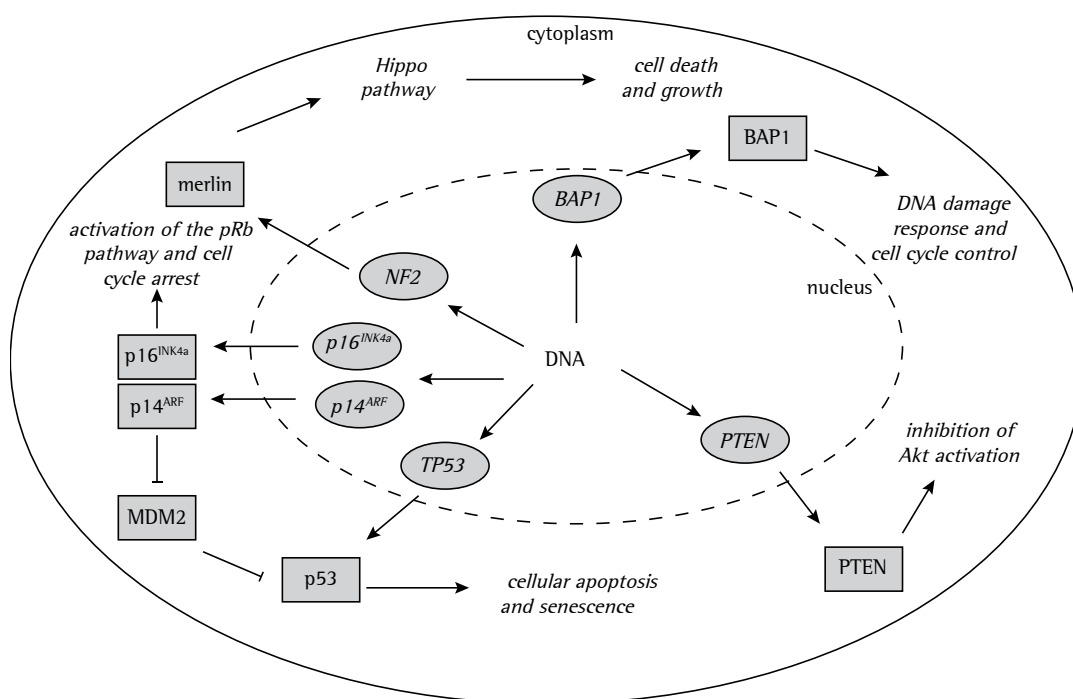 cytoplasm
Hippo
pathway
cell death
and growth
BAP1
merlin
BAP1
activation of the pRb
pathway and cell
cycle arrest
DNA damage
response and
cell cycle control
NF2
nucleus
p16INK4a
p16INK4a
DNA
p14ARF
p14ARF
PTEN
inhibition of
Akt activation
TP53
MDM2
PTEN
p53
cellular apoptosis
and senescence